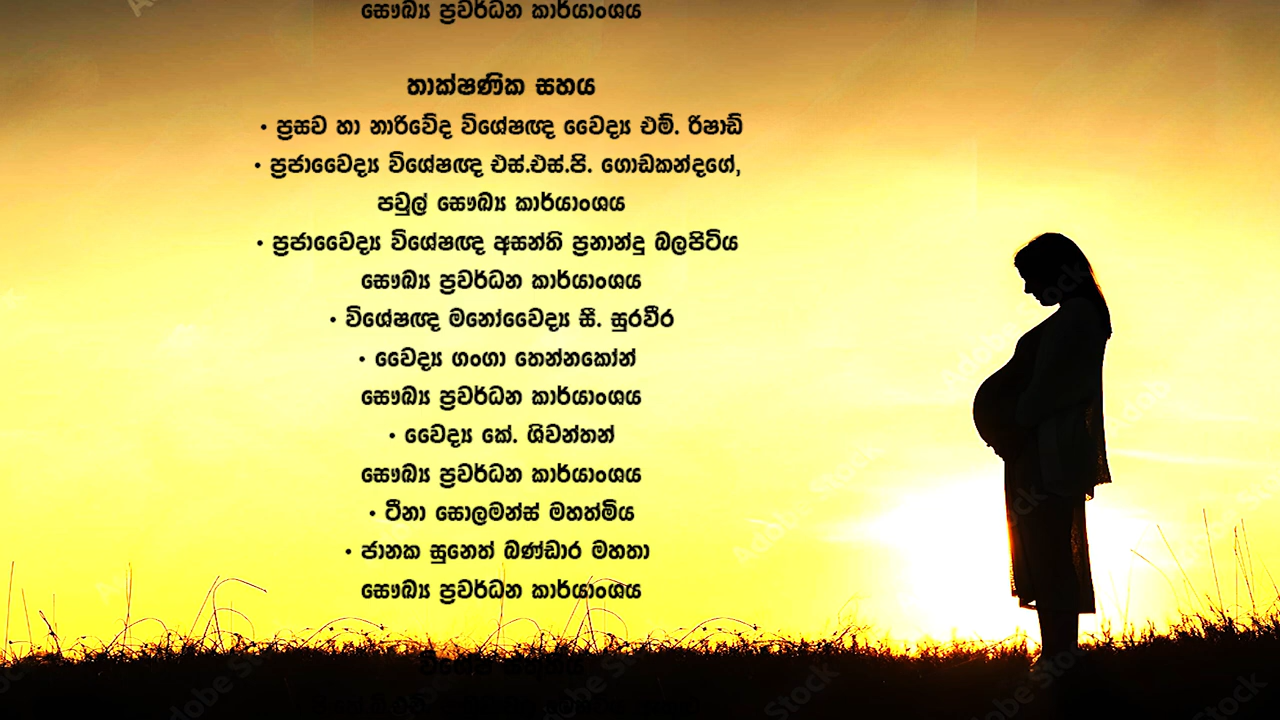 සෞඛ්‍ය ප්‍රවර්ධන කාර්යාංශය
තාක්ෂණික සහය
• ප්‍රසව හා නාරිවේද විශේෂඥ වෛද්‍ය එම්. රිෂාඩ්
• ප්‍රජාවෛද්‍ය විශේෂඥ එස්.එස්.පි. ගොඩකන්දගේ,
පවුල් සෞඛ්‍ය කාර්යාංශය
• ප්‍රජාවෛද්‍ය විශේෂඥ අසන්ති ප්‍රනාන්දු බලපිටිය
සෞඛ්‍ය ප්‍රවර්ධන කාර්යාංශය
• විශේෂඥ මනෝවෛද්‍ය සී. සුරවීර
• වෛද්‍ය ගංගා තෙන්නකෝන්
සෞඛ්‍ය ප්‍රවර්ධන කාර්යාංශය
• වෛද්‍ය කේ. ශිවන්තන්
සෞඛ්‍ය ප්‍රවර්ධන කාර්යාංශය
• ටීනා සොලමන්ස් මහත්මිය
• ජානක සුනෙත් බණ්ඩාර මහතා
සෞඛ්‍ය ප්‍රවර්ධන කාර්යාංශය